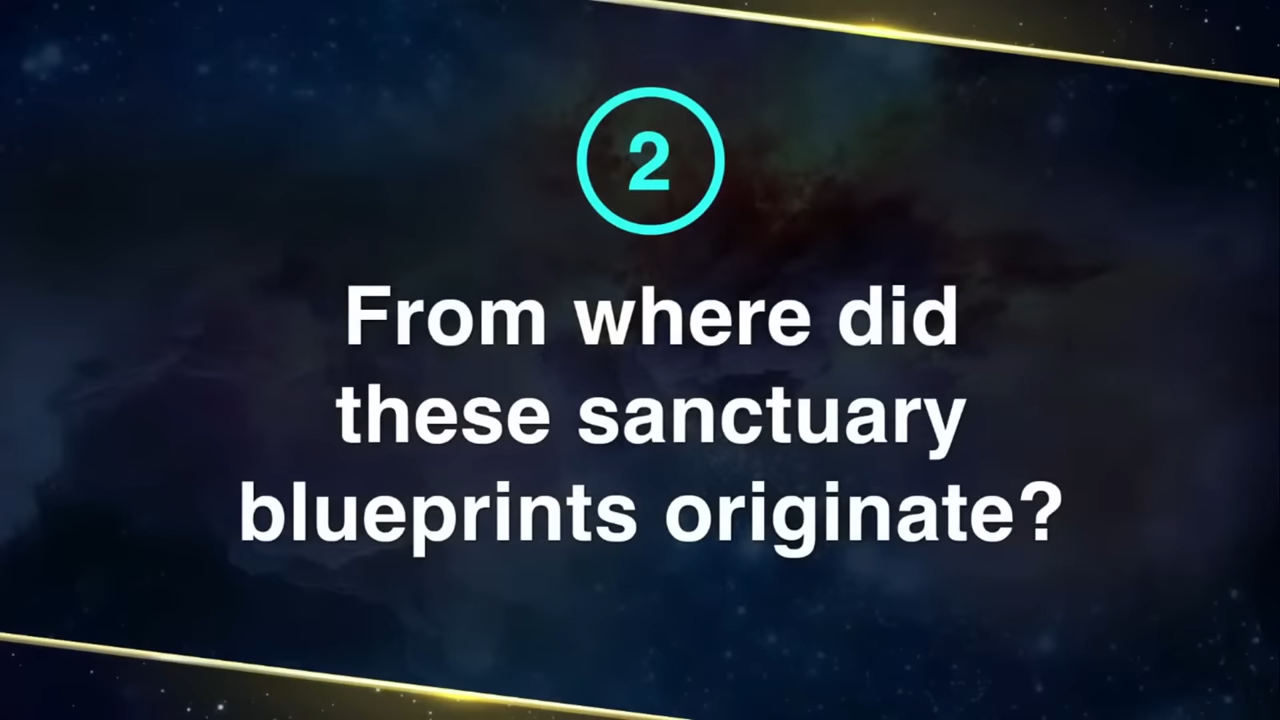 2
From where did
these sanctuary
blueprints originate?